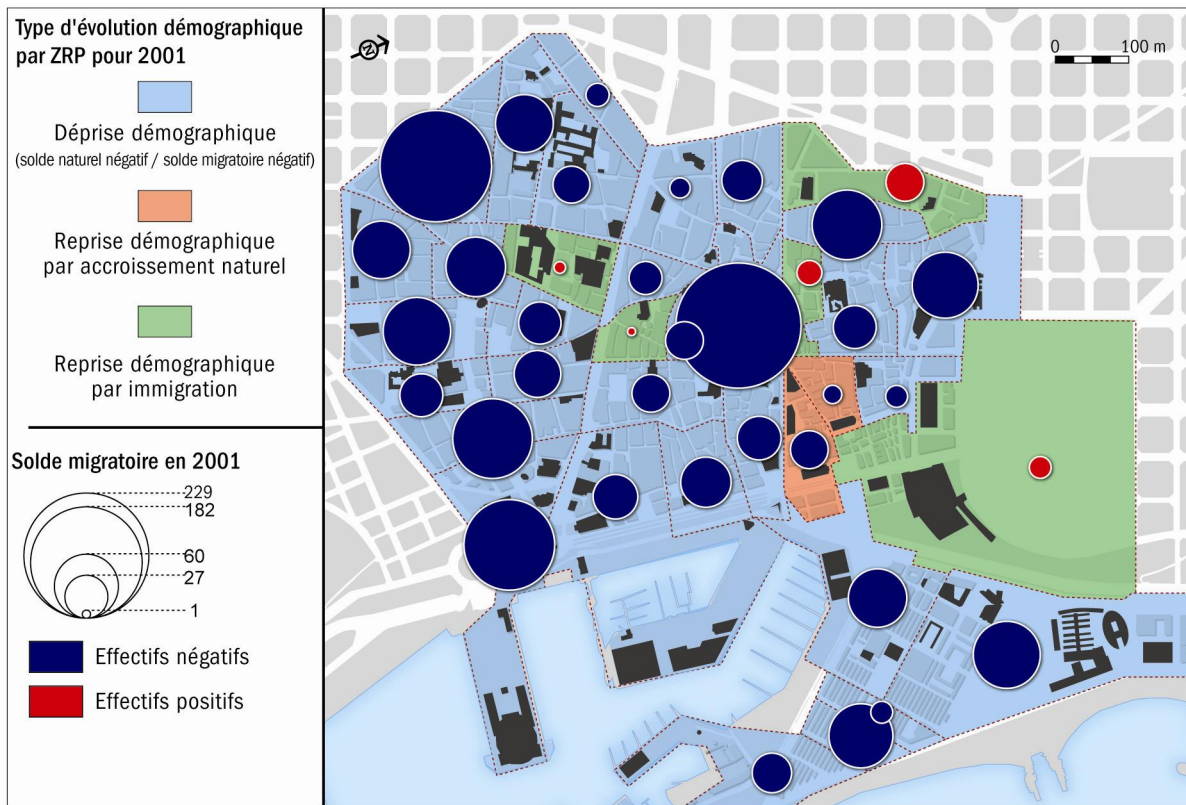 Type d'évolution démographique
par ZRP pour 2001
Déprise démographique
(solde naturel négatif / solde migratoire négatif)
Reprise démographique
par accroissement naturel
Reprise démographique
par immigration
Solde migratoire en 2001
229
182
60
27
1
Effectifs négatifs
Effectifs positifs
N
0 100 m